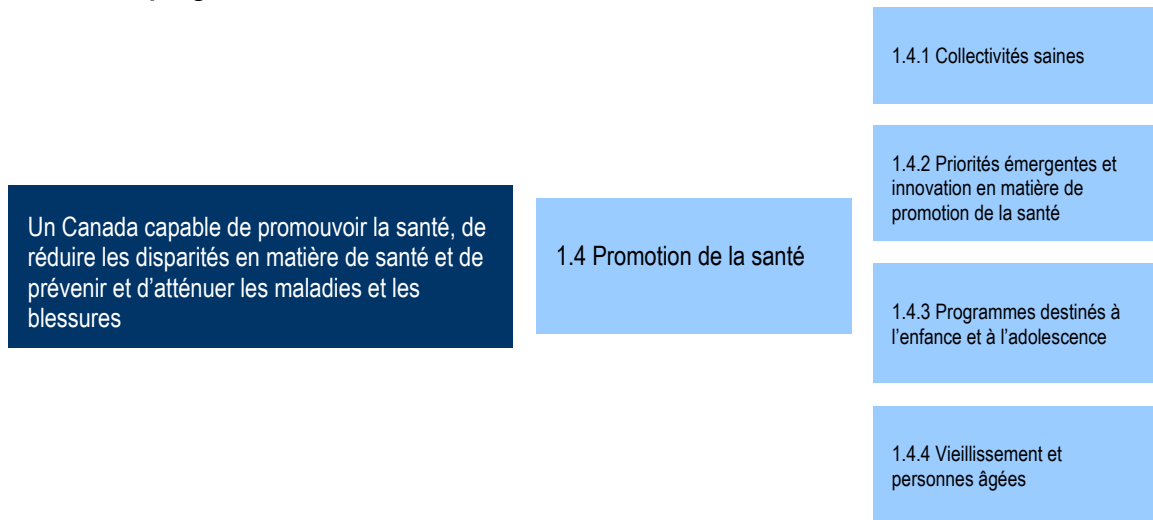 Un Canada capable de promouvoir la santé, de
réduire les disparités en matière de santé et de
prévenir et d’atténuer les maladies et les
blessures
1.4 Promotion de la santé
1.4.1 Collectivités saines
1.4.2 Priorités émergentes et
innovation en matière de
promotion de la santé
1.4.3 Programmes destinés à
l’enfance et à l’adolescence
1.4.4 Vieillissement et
personnes âgées